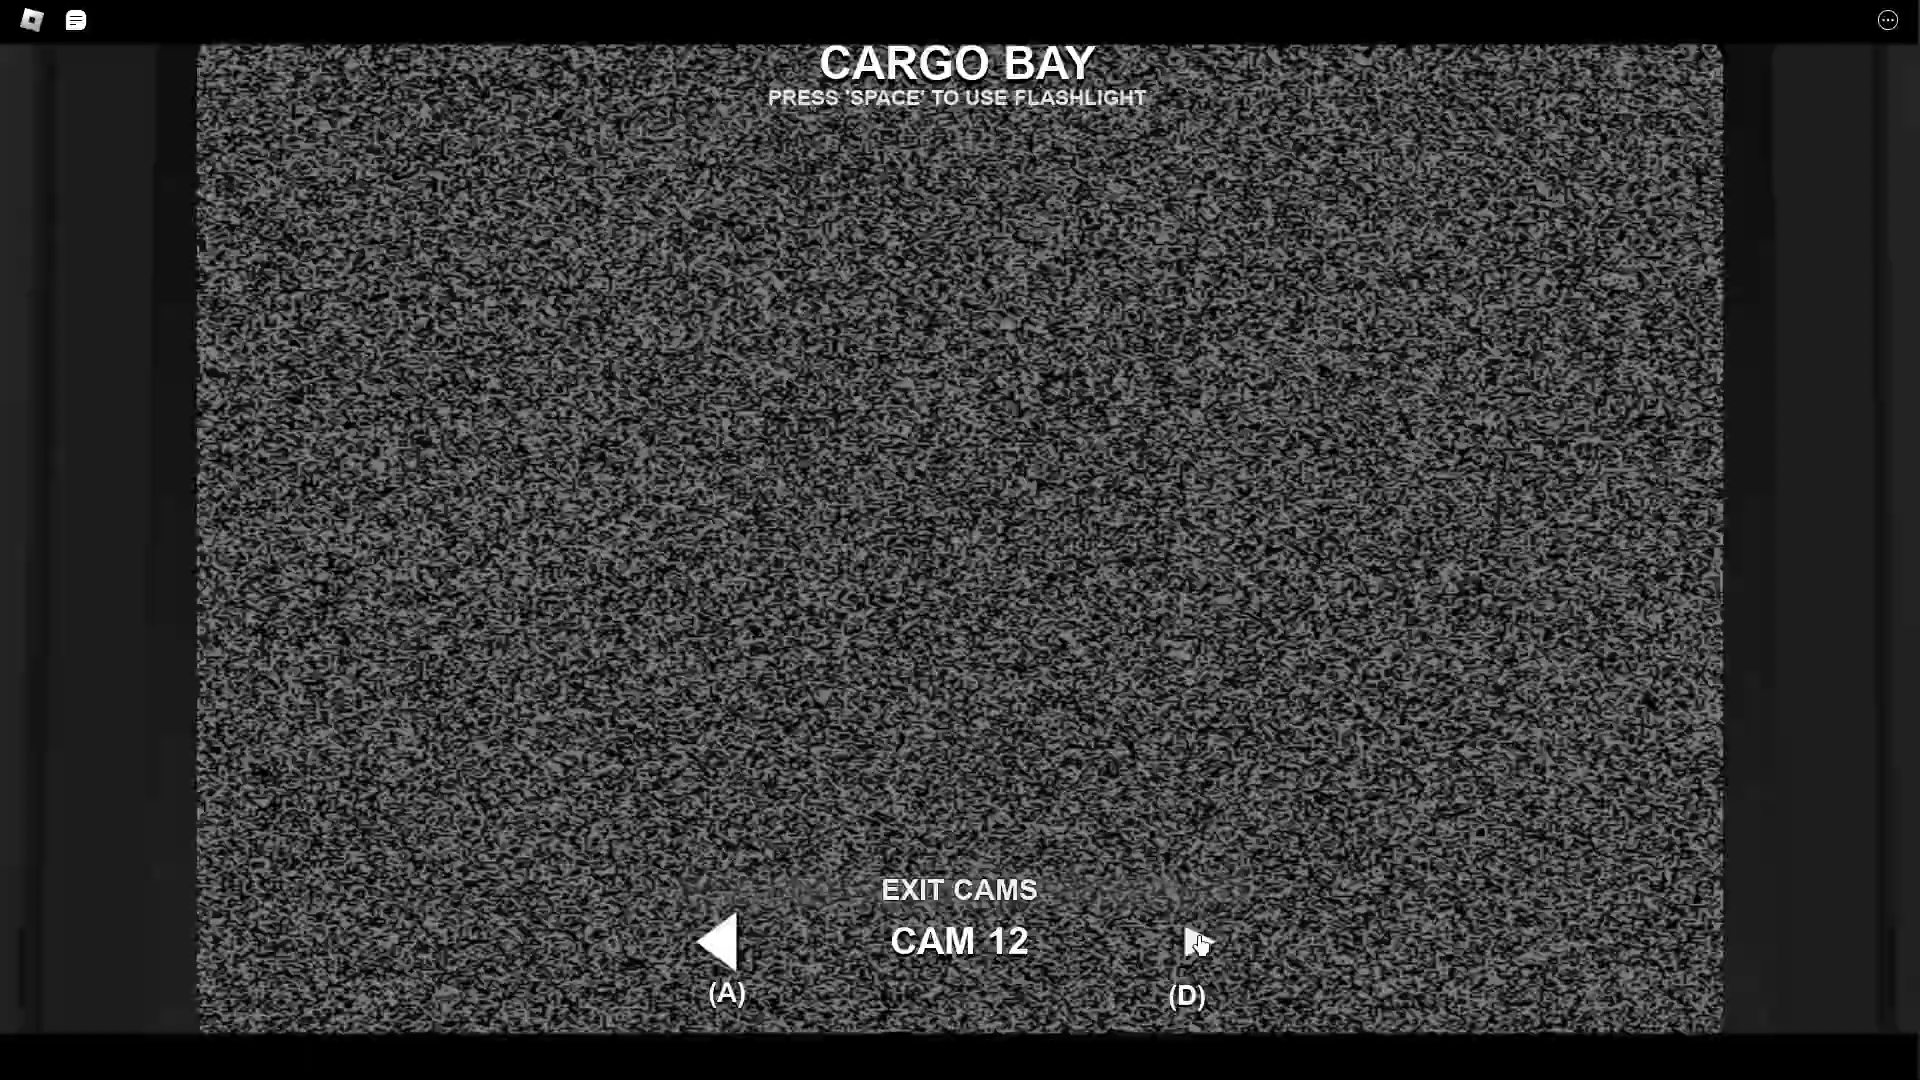 CARGO BAY
PRESS 'SPACE' TO USE FLASHLIGHT
EXIT CAMS
CAM 12
(A)
(D)